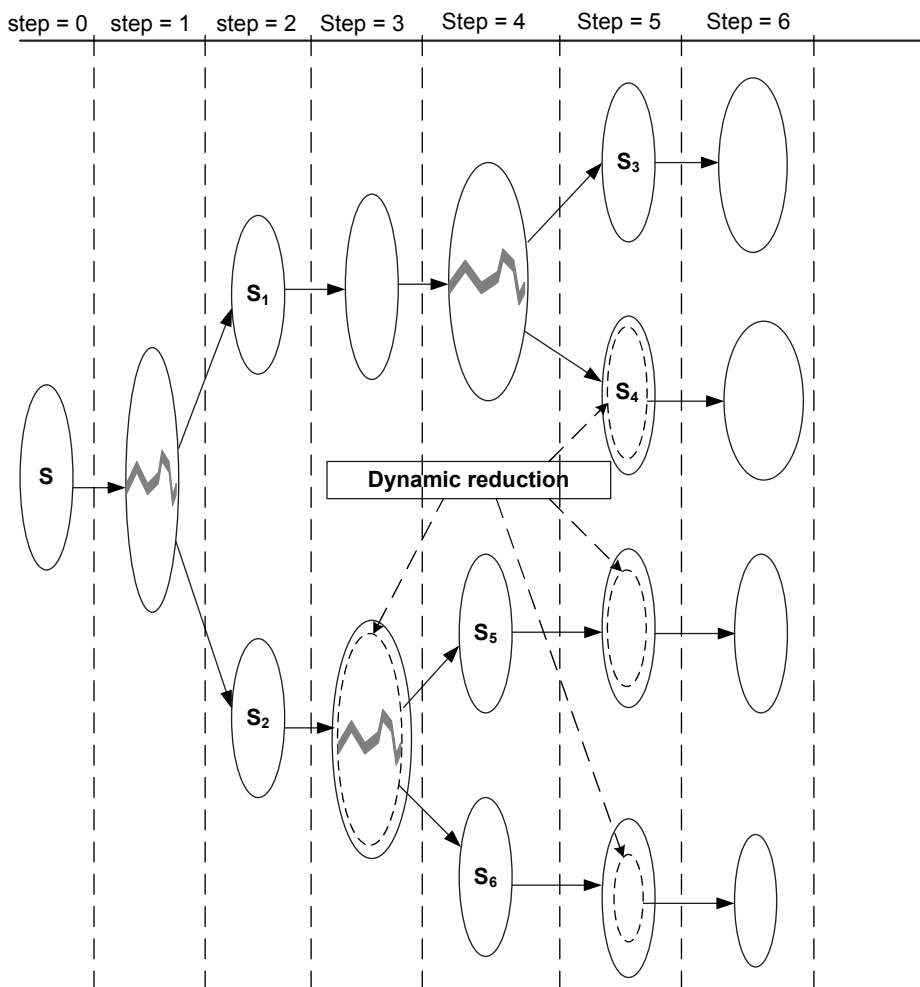 step = 0 step = 1 step = 2 Step = 3 Step = 4 Step = 5 Step = 6
S₃
S₁
S₄
S
Dynamic reduction
S₅
S₂
S₆